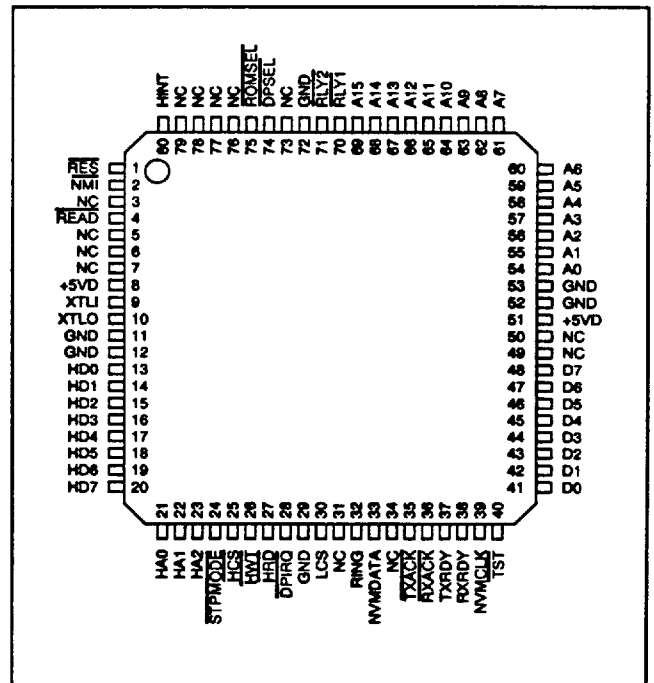 HINT NC NC NC NC ROMSEL DPSEL NC GND RLY2 RLY1 A15 A14 A13 A12 A11 A10 A9 A8 A7
80 79 78 77 76 75 74 73 72 71 70 69 68 67 66 65 64 63 62 61
RES 1
NMI 2
NC 3
READ 4
NC 5
NC 6
NC 7
+5VD 8
XTLI 9
XTLO 10
GND 11
GND 12
HD0 13
HD1 14
HD2 15
HD3 16
HD4 17
HD5 18
HD6 19
HD7 20
60 A6
59 A5
58 A4
57 A3
56 A2
55 A1
54 A0
53 GND
52 GND
51 +5VD
50 NC
49 NC
48 D7
47 D6
46 D5
45 D4
44 D3
43 D2
42 D1
41 D0
21 22 23 24 25 26 27 28 29 30 31 32 33 34 35 36 37 38 39 40
HA0 HA1 HA2 STPMODE HCS HWT HRD DPIRQ GND LCS NC RING NVMDATA NC TXACK RXACK TXRDY RXRDY NVMCLK TST